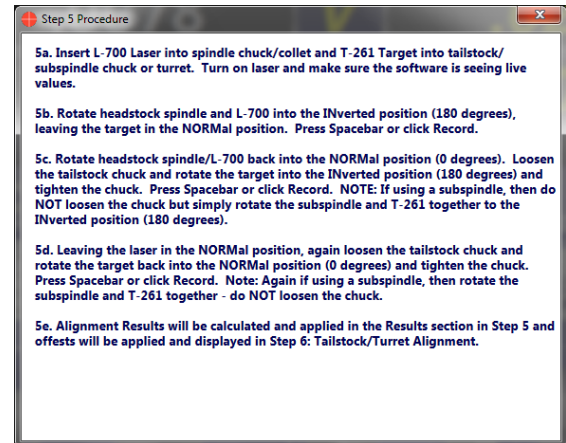 Step 5 Procedure
5a. Insert L-700 Laser into spindle chuck/collet and T-261 Target into tailstock/
subspindle chuck or turret.  Turn on laser and make sure the software is seeing live
values.
5b. Rotate headstock spindle and L-700 into the INverted position (180 degrees),
leaving the target in the NORMal position.  Press Spacebar or click Record.
5c. Rotate headstock spindle/L-700 back into the NORMal position (0 degrees).  Loosen
the tailstock chuck and rotate the target into the INverted position (180 degrees) and
tighten the chuck.  Press Spacebar or click Record.  NOTE: If using a subspindle, then do
NOT loosen the chuck but simply rotate the subspindle and T-261 together to the
INverted position (180 degrees).
5d. Leaving the laser in the NORMal position, again loosen the tailstock chuck and
rotate the target back into the NORMal position (0 degrees) and tighten the chuck.
Press Spacebar or click Record.  Note: Again if using a subspindle, then rotate the
subspindle and T-261 together - do NOT loosen the chuck.
5e. Alignment Results will be calculated and applied in the Results section in Step 5 and
offests will be applied and displayed in Step 6: Tailstock/Turret Alignment.